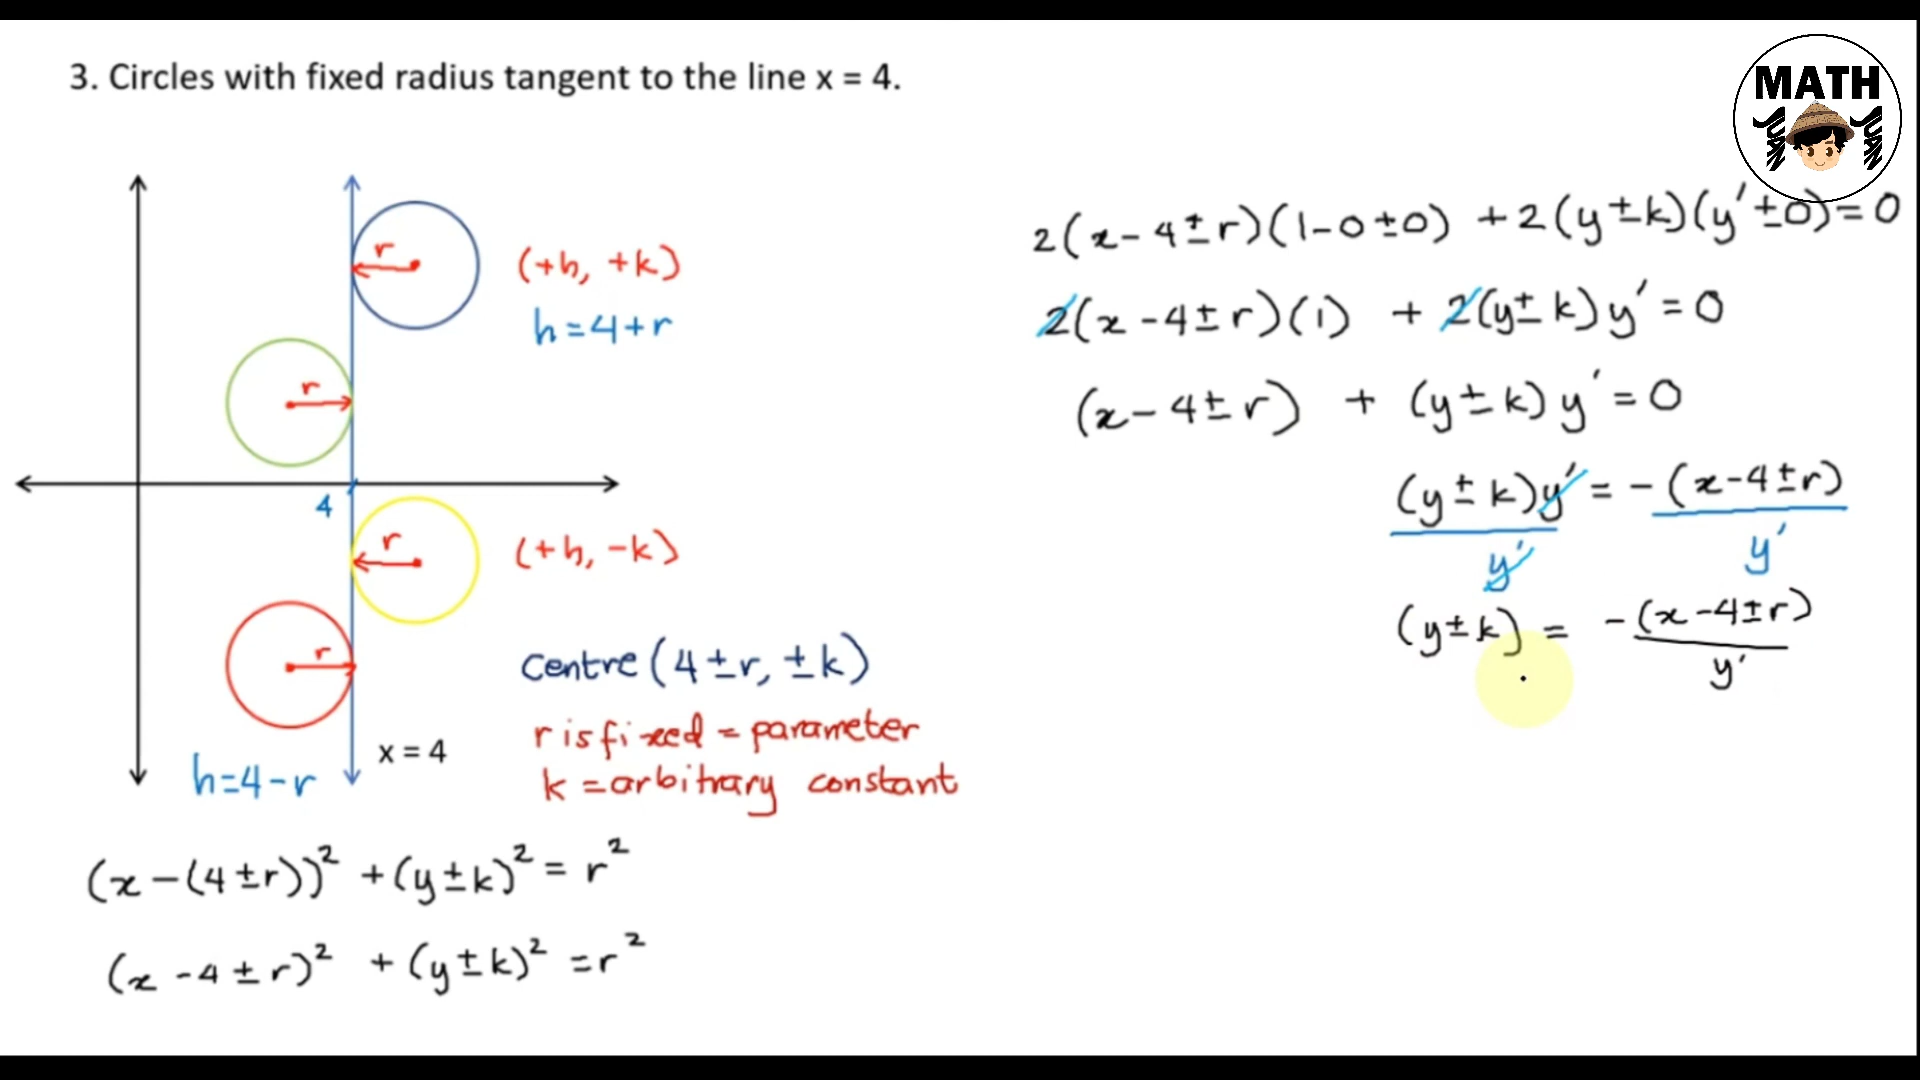 3. Circles with fixed radius tangent to the line x = 4.
MATH
r
(+h, +k)
h=4+r
r
4
r
(+h, -k)
r
Centre (4 ± r, ± k)
r is fixed = parameter
k = arbitrary constant
x = 4
h=4-r
(x - (4 ± r))² + (y ± k)² = r²
(x - 4 ± r)² + (y ± k)² = r²
2(x - 4 ± r)(1 - 0 ± 0) + 2(y ± k)(y' ± 0) = 0
2(x - 4 ± r)(1) + 2(y ± k)y' = 0
(x - 4 ± r) + (y ± k)y' = 0
(y ± k)y' = -(x - 4 ± r)
y' y'
(y ± k) = -(x - 4 ± r)
y'